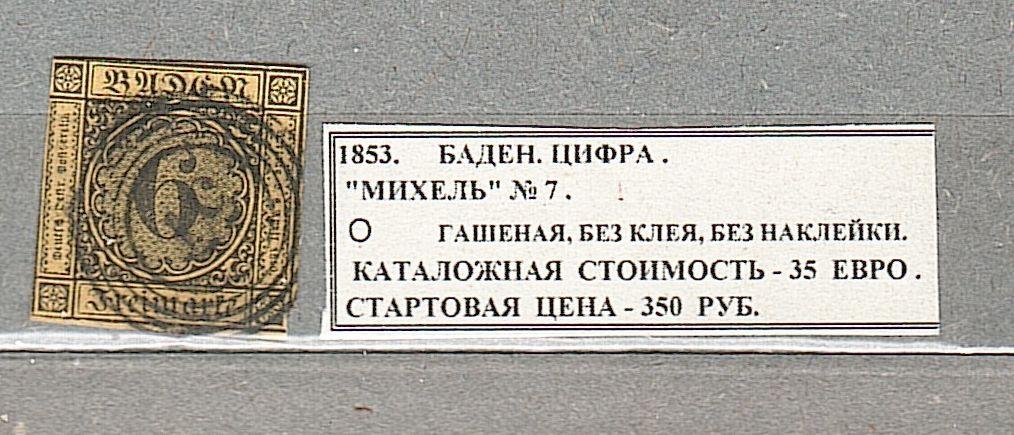 BADEN
6
Freimarke
1853. БАДЕН. ЦИФРА.
"МИХЕЛЬ" № 7.
О ГАШЕНАЯ, БЕЗ КЛЕЯ, БЕЗ НАКЛЕЙКИ.
КАТАЛОЖНАЯ СТОИМОСТЬ - 35 ЕВРО.
СТАРТОВАЯ ЦЕНА - 350 РУБ.